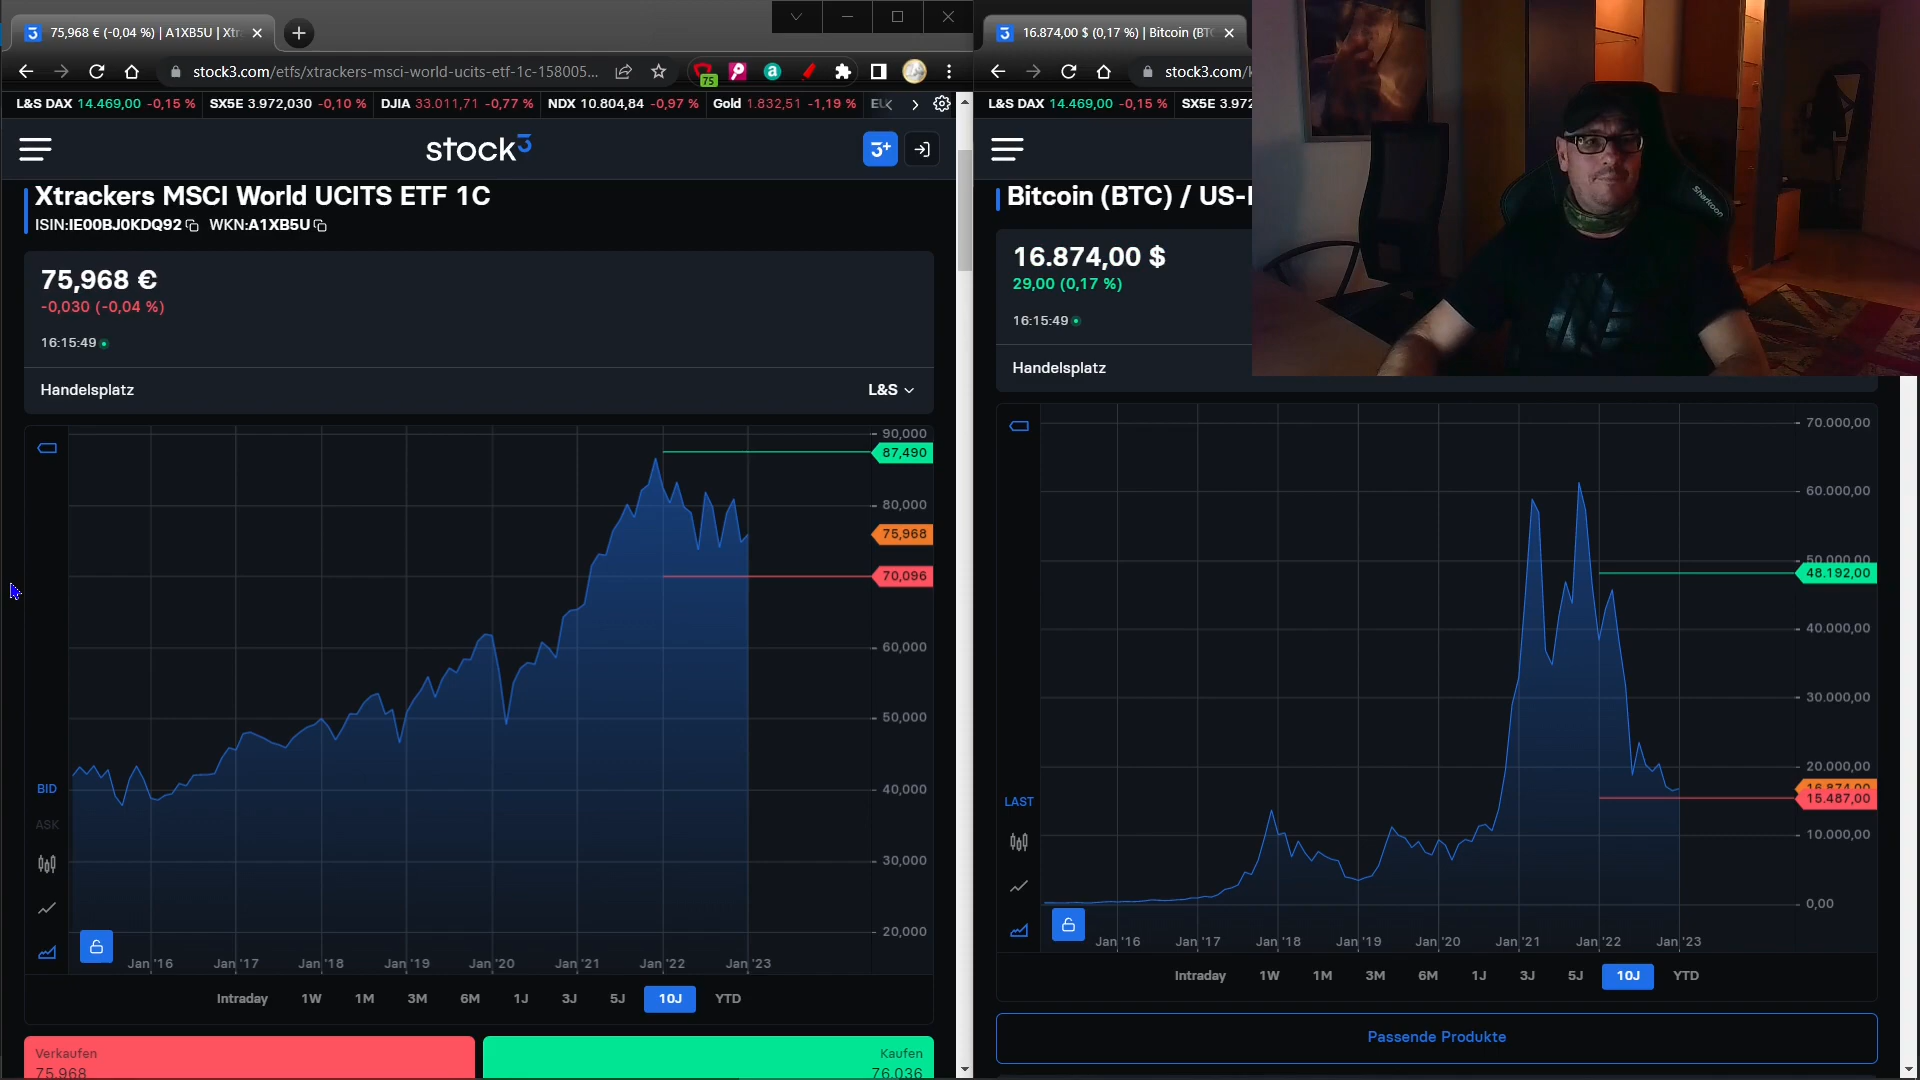 75,968 € (-0,04 %) | A1XB5U | Xtr
stock3.com/etfs/xtrackers-msci-world-ucits-etf-1c-158005...
75
L&S DAX 14.469,00 -0,15 % SX5E 3.972,030 -0,10 % DJIA 33.011,71 -0,77 % NDX 10.804,84 -0,97 % Gold 1.832,51 -1,19 %
stock3
3+
Xtrackers MSCI World UCITS ETF 1C
ISIN:IE00BJ0KDQ92 WKN:A1XB5U
75,968 €
-0,030 (-0,04 %)
16:15:49
Handelsplatz L&S
90,000
87,490
80,000
75,968
70,096
60,000
50,000
40,000
30,000
20,000
BID
ASK
Jan '16 Jan '17 Jan '18 Jan '19 Jan '20 Jan '21 Jan '22 Jan '23
Intraday 1W 1M 3M 6M 1J 3J 5J 10J YTD
Verkaufen
75.968
Kaufen
76.036
16.874,00 $ (0,17 %) | Bitcoin (BTC
stock3.com/
L&S DAX 14.469,00 -0,15 % SX5E 3.972
Bitcoin (BTC) / US-
16.874,00 $
29,00 (0,17 %)
16:15:49
Handelsplatz
Sharkoon
70.000,00
60.000,00
50.000,00
48.192,00
40.000,00
30.000,00
20.000,00
16.874,00
15.487,00
10.000,00
0,00
LAST
Jan '16 Jan '17 Jan '18 Jan '19 Jan '20 Jan '21 Jan '22 Jan '23
Intraday 1W 1M 3M 6M 1J 3J 5J 10J YTD
Passende Produkte